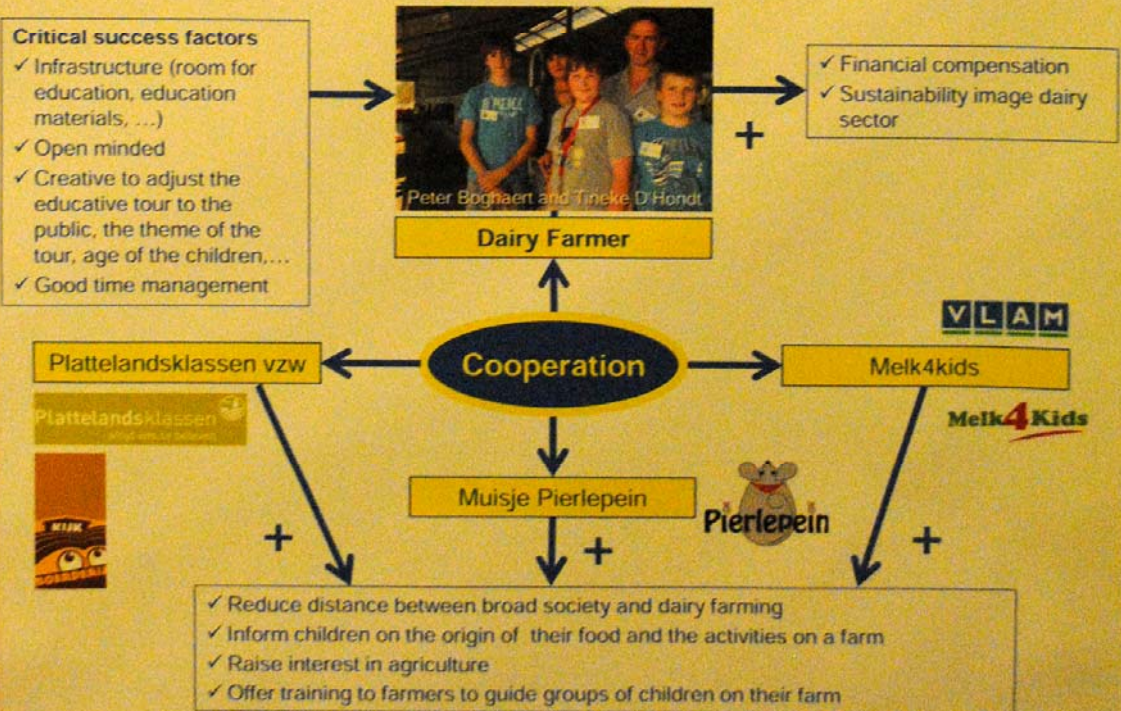 Critical success factors
✓ Infrastructure (room for
education, education
materials, ...)
✓ Open minded
✓ Creative to adjust the
educative tour to the
public, the theme of the
tour, age of the children,...
✓ Good time management
Peter Boghaert and Tineke D'Hondt
Dairy Farmer
✓ Financial compensation
✓ Sustainability image dairy
sector
+
Cooperation
Plattelandsklassen vzw
Plattelandsklassen
KIJK
BOERDERIJ
VLAM
Melk4kids
Melk4Kids
Muisje Pierlepein
Pierlepein
+
+
+
✓ Reduce distance between broad society and dairy farming
✓ Inform children on the origin of their food and the activities on a farm
✓ Raise interest in agriculture
✓ Offer training to farmers to guide groups of children on their farm